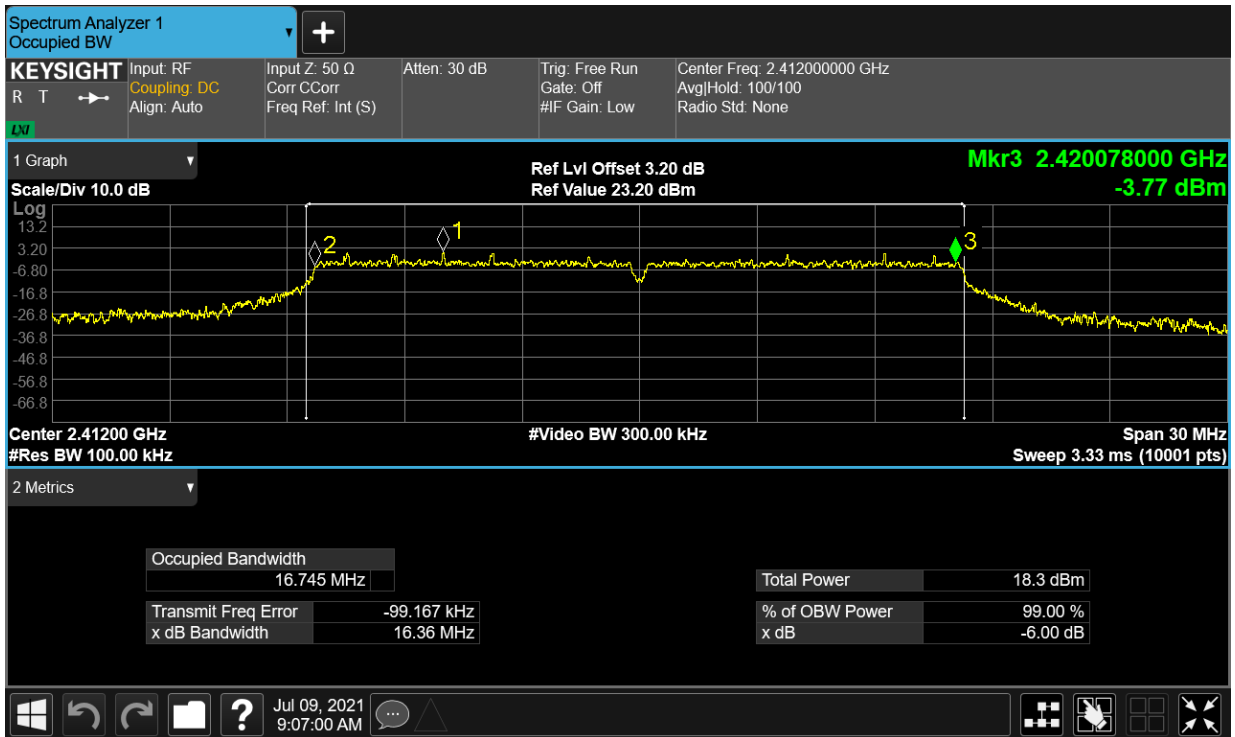 Spectrum Analyzer 1
Occupied BW
+
KEYSIGHT
R T
LXI
Input: RF
Coupling: DC
Align: Auto
Input Z: 50 Ω
Corr CCorr
Freq Ref: Int (S)
Atten: 30 dB
Trig: Free Run
Gate: Off
#IF Gain: Low
Center Freq: 2.412000000 GHz
Avg|Hold: 100/100
Radio Std: None
1 Graph
Scale/Div 10.0 dB
Ref Lvl Offset 3.20 dB
Ref Value 23.20 dBm
Mkr3 2.420078000 GHz
-3.77 dBm
Log
13.2
3.20
-6.80
-16.8
-26.8
-36.8
-46.8
-56.8
-66.8
2
1
3
Center 2.41200 GHz
#Video BW 300.00 kHz
Span 30 MHz
#Res BW 100.00 kHz
Sweep 3.33 ms (10001 pts)
2 Metrics
Occupied Bandwidth
16.745 MHz
Transmit Freq Error -99.167 kHz
x dB Bandwidth 16.36 MHz
Total Power 18.3 dBm
% of OBW Power 99.00 %
x dB -6.00 dB
?
Jul 09, 2021
9:07:00 AM